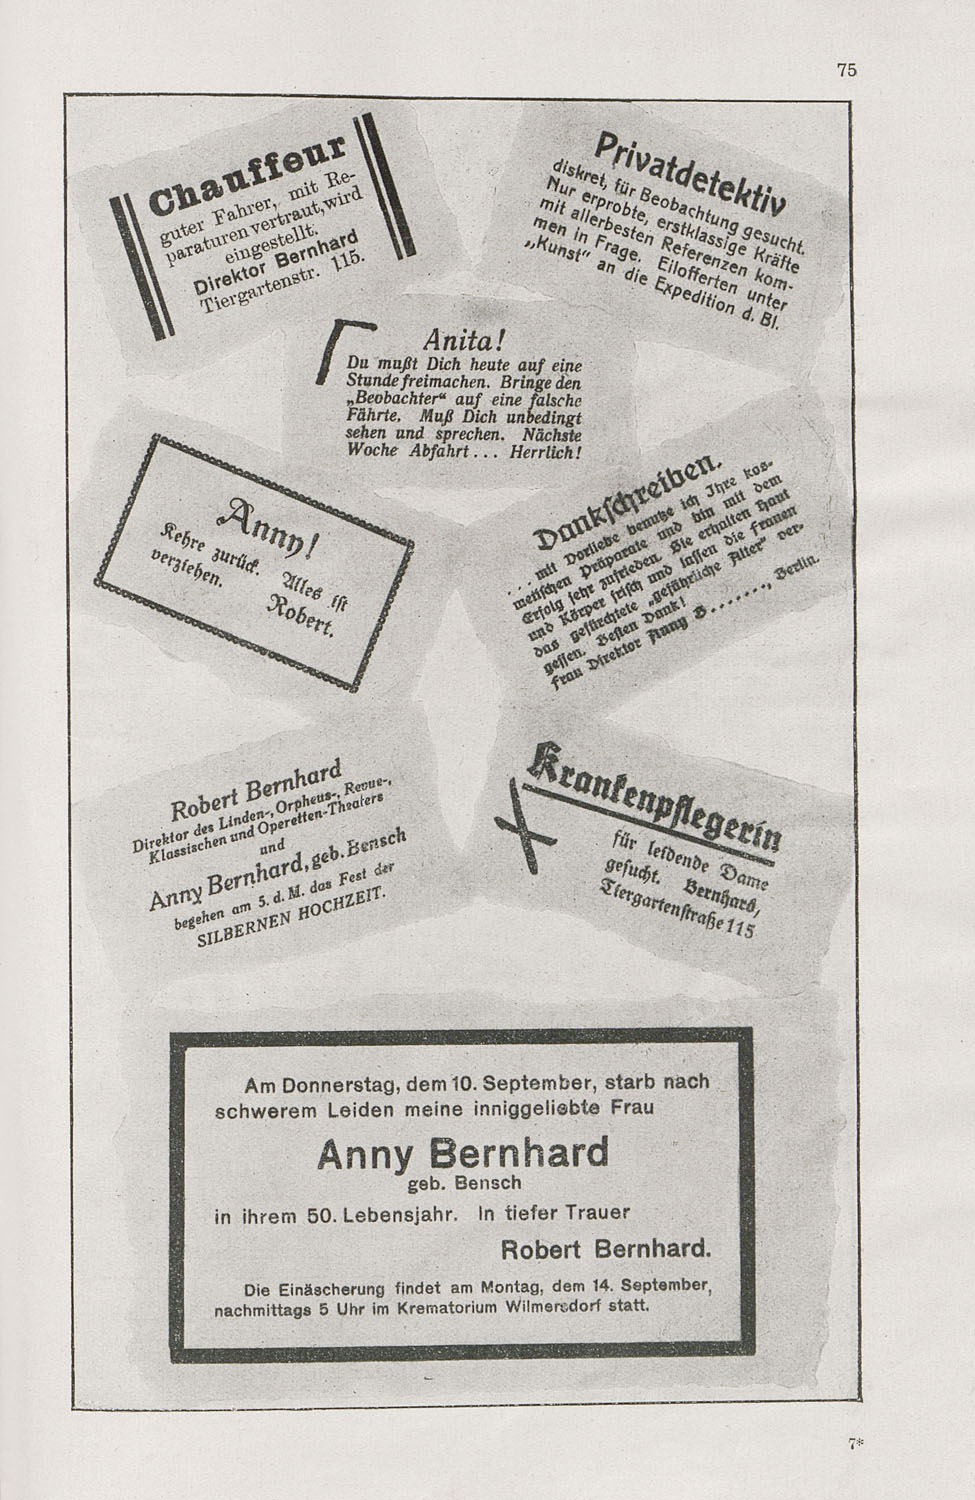 75
Chauffeur
guter Fahrer, mit Re-
paraturen vertraut, wird
eingestellt.
Direktor Bernhard
Tiergartenstr. 115.
Privatdetektiv
diskret, für Beobachtung gesucht.
Nur erprobte, erstklassige Kräfte
mit allerbesten Referenzen kom-
men in Frage. Eilofferten unter
„Kunst“ an die Expedition d. Bl.
Anita!
Du mußt Dich heute auf eine
Stunde freimachen. Bringe den
„Beobachter“ auf eine falsche
Fährte. Muß Dich unbedingt
sehen und sprechen. Nächste
Woche Abfahrt... Herrlich!
Anny!
Kehre zurück. Alles ist
verziehen.
Robert.
Dankschreiben.
... mit Vorliebe benutze ich Ihre kos-
metischen Präparate und bin mit dem
Erfolg sehr zufrieden. Sie erhalten Haut
und Körper frisch und lassen die Frauen
das gefürchtete „gefährliche Alter“ ver-
gessen. Besten Dank!
Frau Direktor Anny B......., Berlin.
Robert Bernhard
Direktor des Linden-, Orpheus-, Revue-,
Klassischen und Operetten-Theaters
und
Anny Bernhard, geb. Bensch
begehen am 5. d. M. das Fest der
SILBERNEN HOCHZEIT.
Krankenpflegerin
für leidende Dame
gesucht. Bernhard,
Tiergartenstraße 115
Am Donnerstag, dem 10. September, starb nach
schwerem Leiden meine inniggeliebte Frau
Anny Bernhard
geb. Bensch
in ihrem 50. Lebensjahr. In tiefer Trauer
Robert Bernhard.
Die Einäscherung findet am Montag, dem 14. September,
nachmittags 5 Uhr im Krematorium Wilmersdorf statt.
7*